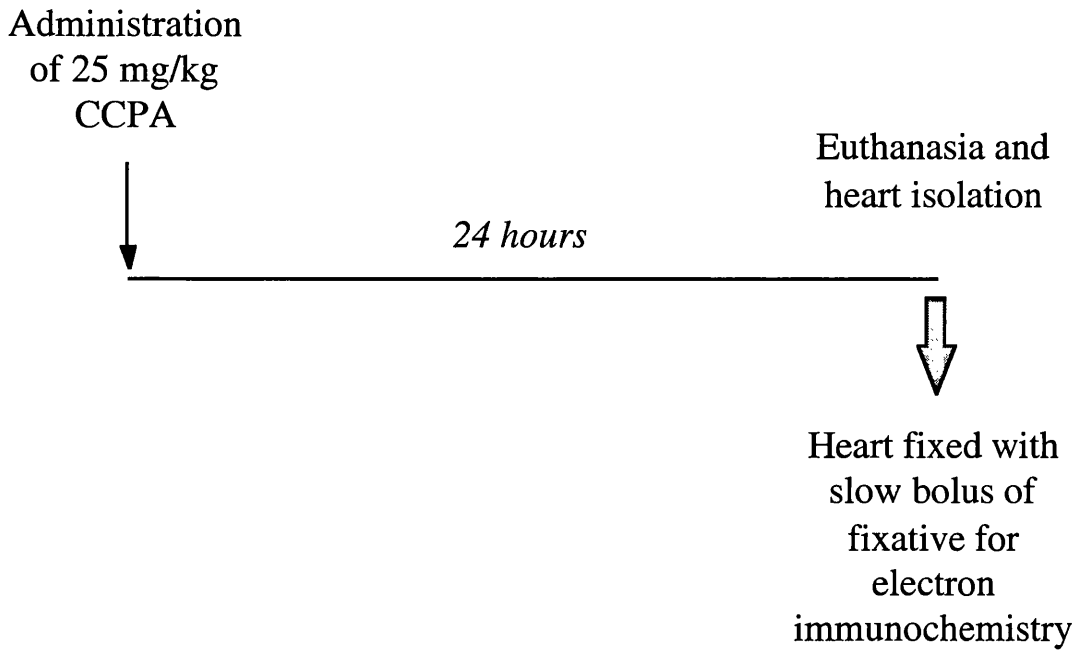 Administration
of 25 mg/kg
CCPA
Euthanasia and
heart isolation
24 hours
Heart fixed with
slow bolus of
fixative for
electron
immunochemistry